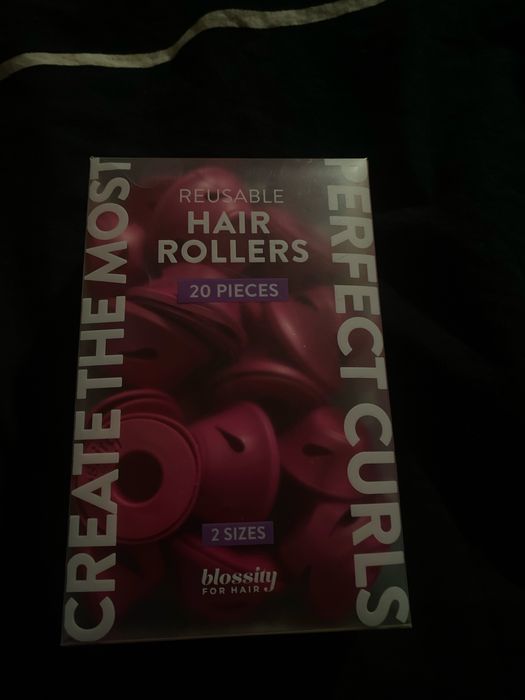 CREATE THE MOST
PERFECT CURLS
REUSABLE
HAIR
ROLLERS
20 PIECES
2 SIZES
blossity
FOR HAIR